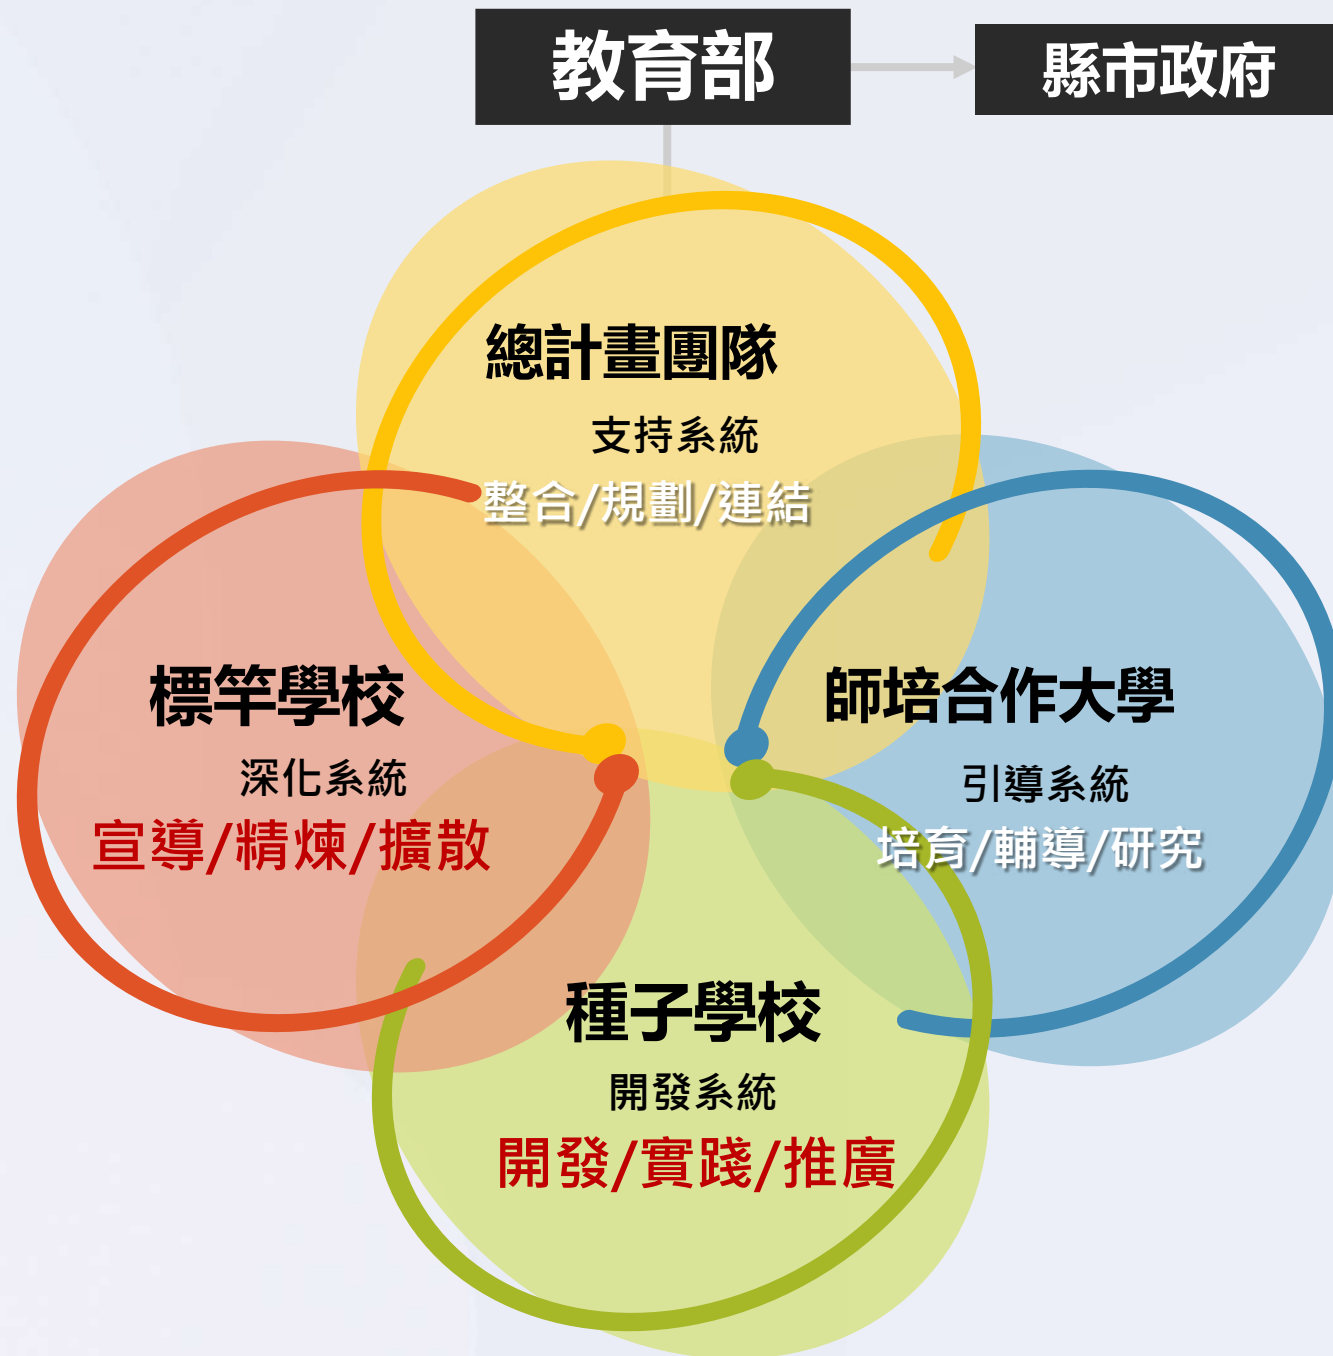 教育部
縣市政府
總計畫團隊
支持系統
整合/規劃/連結
標竿學校
深化系統
宣導/精煉/擴散
師培合作大學
引導系統
培育/輔導/研究
種子學校
開發系統
開發/實踐/推廣